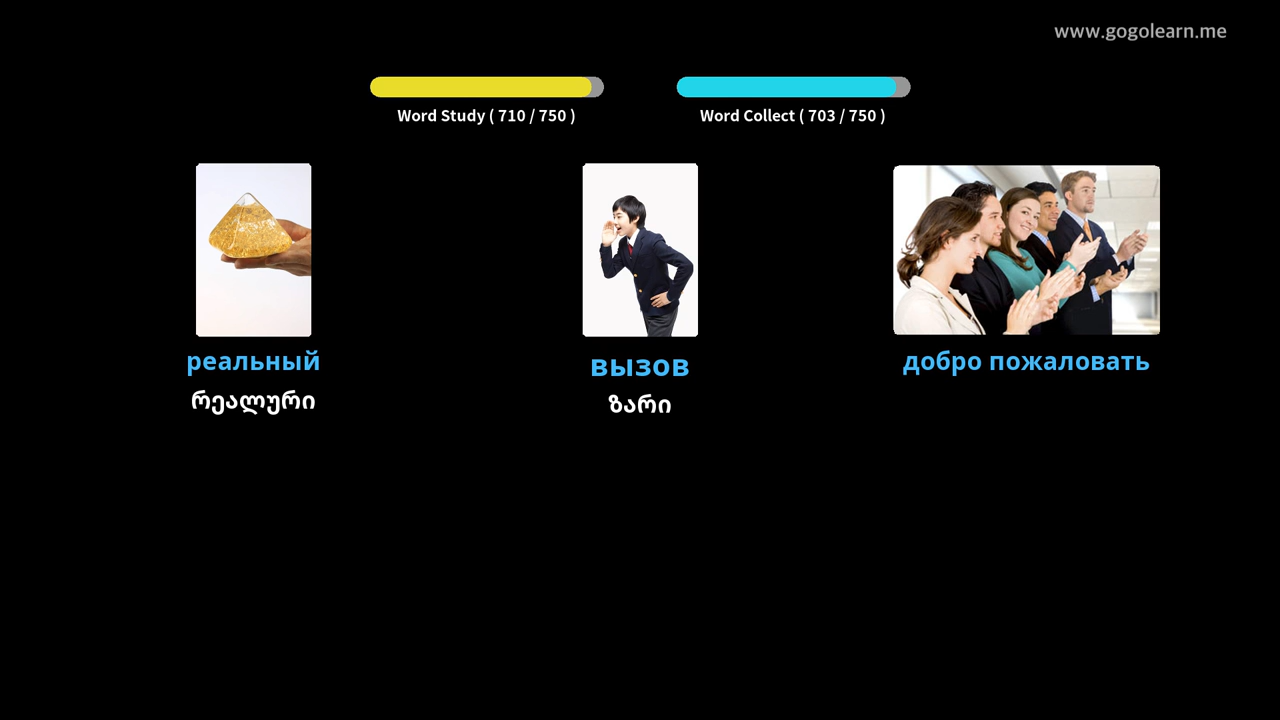 www.gogolearn.me
Word Study ( 710 / 750 )
Word Collect ( 703 / 750 )
реальный
რეალური
вызов
ზარი
добро пожаловать